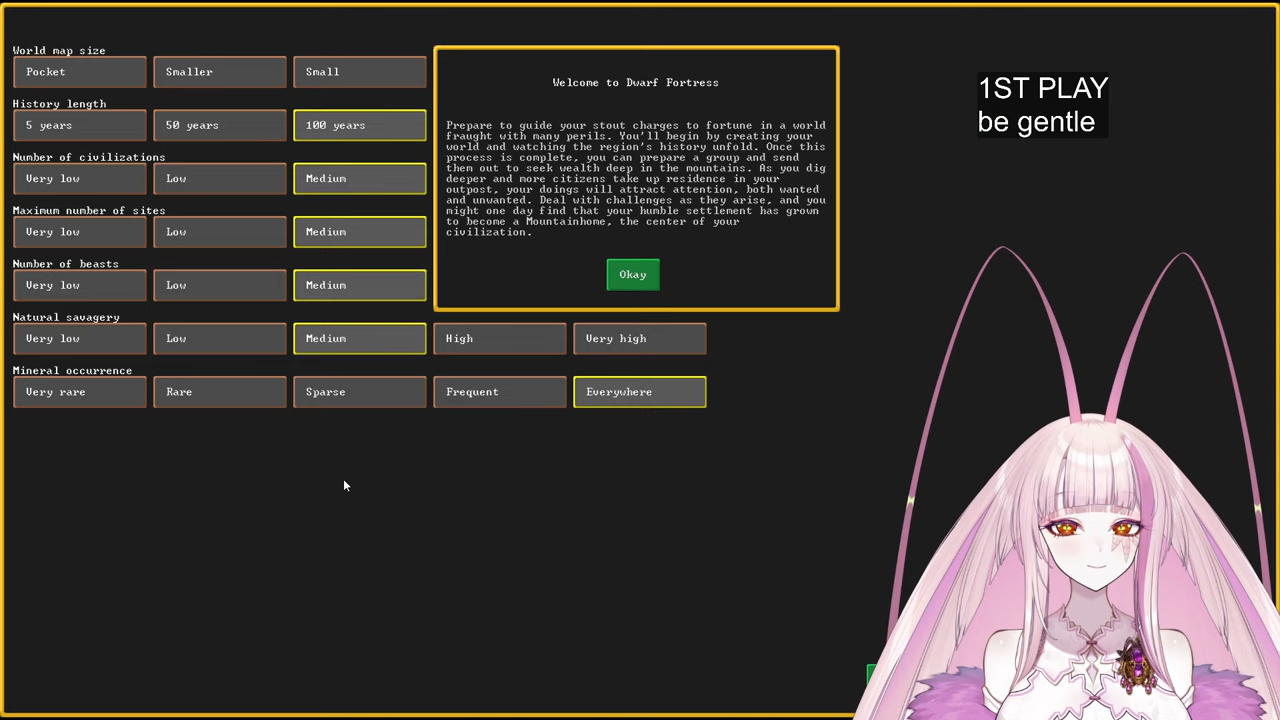 World map size
Pocket
Smaller
Small
History length
5 years
50 years
100 years
Number of civilizations
Very low
Low
Medium
Maximum number of sites
Very low
Low
Medium
Number of beasts
Very low
Low
Medium
Natural savagery
Very low
Low
Medium
High
Very high
Mineral occurrence
Very rare
Rare
Sparse
Frequent
Everywhere
Welcome to Dwarf Fortress
Prepare to guide your stout charges to fortune in a world
fraught with many perils. You'll begin by creating your
world and watching the region's history unfold. Once this
process is complete, you can prepare a group and send
them out to seek wealth deep in the mountains. As you dig
deeper and more citizens take up residence in your
outpost, your doings will attract attention, both wanted
and unwanted. Deal with challenges as they arise, and you
might one day find that your humble settlement has grown
to become a Mountainhome, the center of your
civilization.
Okay
1ST PLAY
be gentle